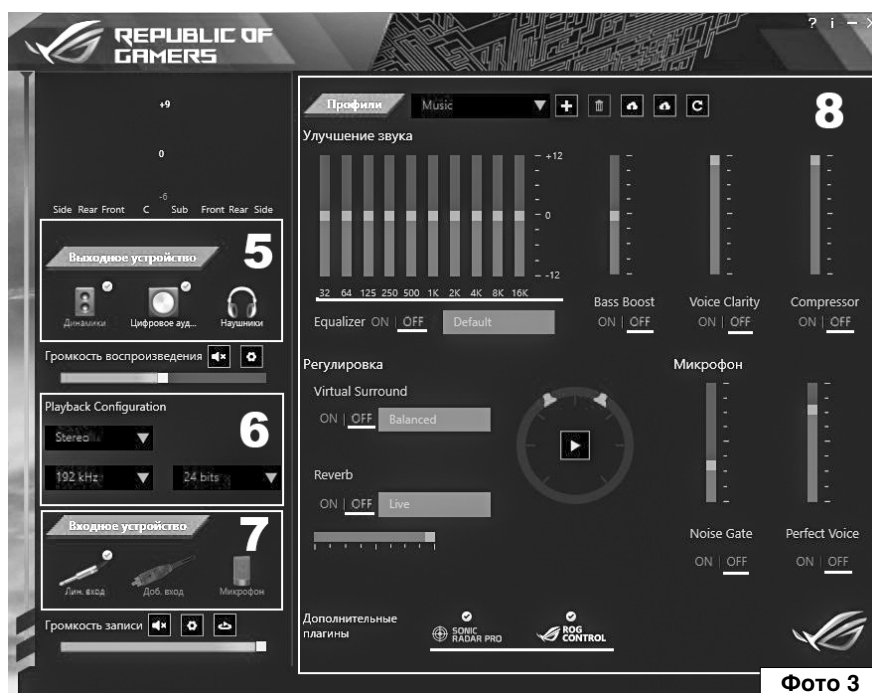 REPUBLIC OF
GAMERS
? i − ×
+9
0
-6
Side Rear Front C Sub Front Rear Side
Выходное устройство
5
Динамики Цифровое ауд... Наушники
Громкость воспроизведения
Playback Configuration
6
Stereo
192 kHz 24 bits
Входное устройство
7
Лин. вход Доб. вход Микрофон
Громкость записи
Профили Music
8
Улучшение звука
+12
0
-12
32 64 125 250 500 1K 2K 4K 8K 16K
Equalizer ON | OFF Default
Bass Boost Voice Clarity Compressor
ON | OFF ON | OFF ON | OFF
Регулировка
Virtual Surround
ON | OFF Balanced
Reverb
ON | OFF Live
Микрофон
Noise Gate Perfect Voice
ON | OFF ON | OFF
Дополнительные
плагины
SONIC
RADAR PRO
ROG
CONTROL
Фото 3